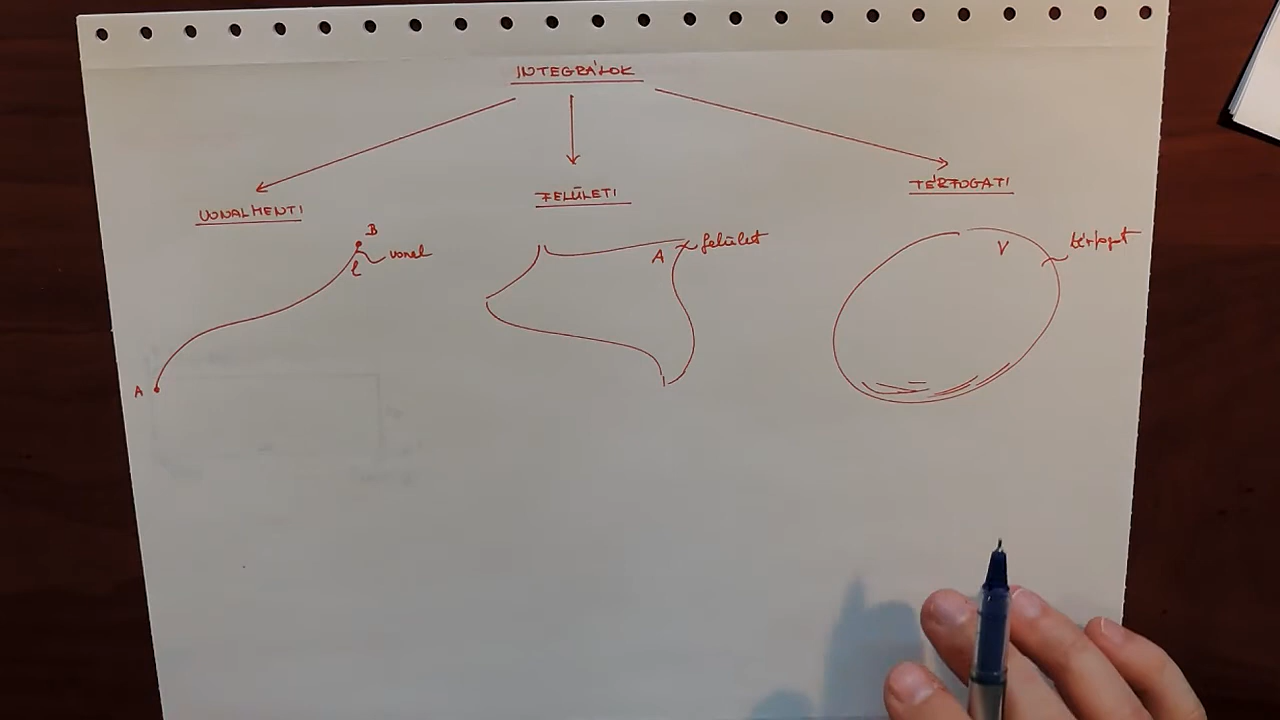 INTEGRÁLOK
VONALMENTI
FELÜLETI
TÉRFOGATI
B
vonal
l
A
A
felület
V
térfogat